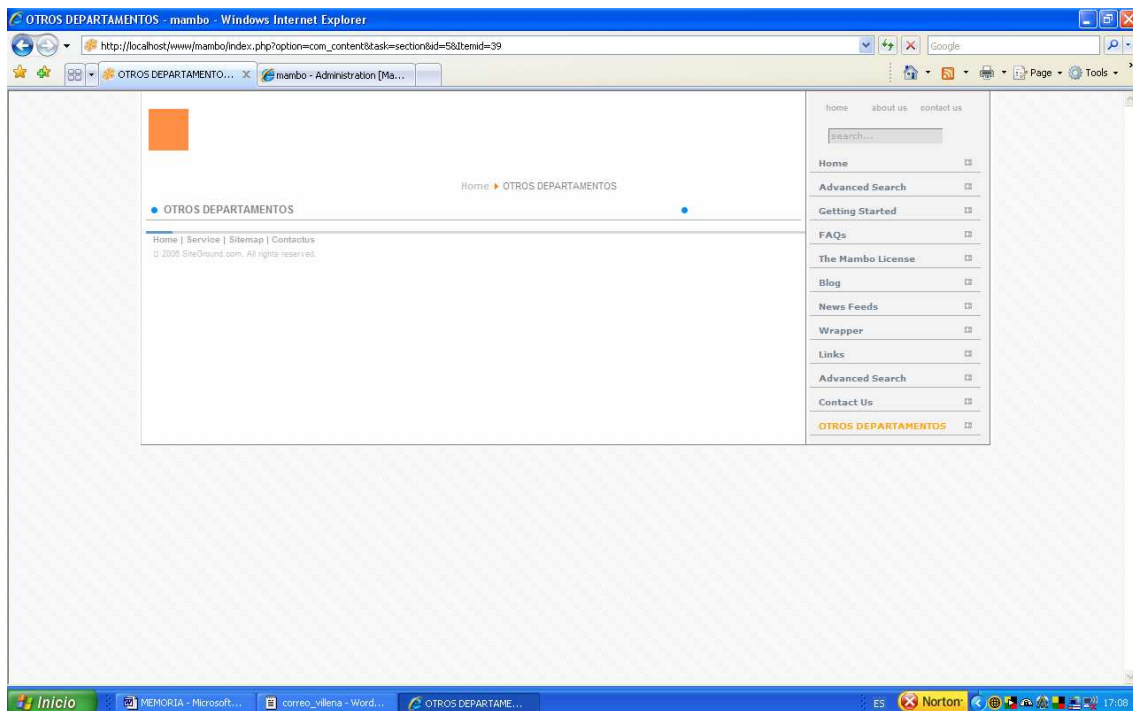 OTROS DEPARTAMENTOS - mambo - Windows Internet Explorer
http://localhost/www/mambo/index.php?option=com_content&task=section&id=5&Itemid=39
Google
OTROS DEPARTAMENTO...
mambo - Administration [Ma...
Page
Tools
home about us contact us
search...
Home
Advanced Search
Getting Started
FAQs
The Mambo License
Blog
News Feeds
Wrapper
Links
Advanced Search
Contact Us
OTROS DEPARTAMENTOS
Home OTROS DEPARTAMENTOS
OTROS DEPARTAMENTOS
Home | Service | Sitemap | Contactus
© 2006 SiteGround.com. All rights reserved.
Inicio
MEMORIA - Microsoft...
correo_villena - Word...
OTROS DEPARTAME...
ES
Norton
17:08